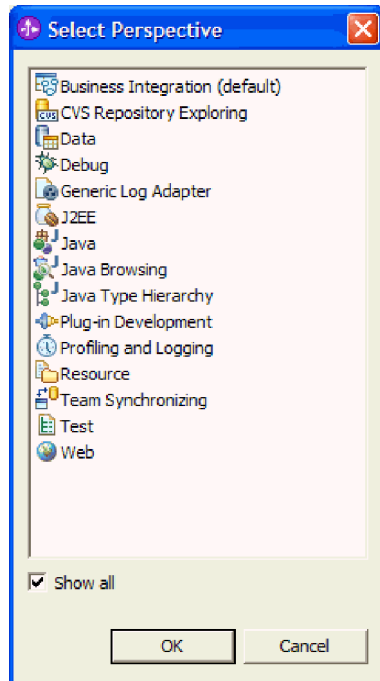 Select Perspective
Business Integration (default)
CVS Repository Exploring
Data
Debug
Generic Log Adapter
J2EE
Java
Java Browsing
Java Type Hierarchy
Plug-in Development
Profiling and Logging
Resource
Team Synchronizing
Test
Web
Show all
OK Cancel